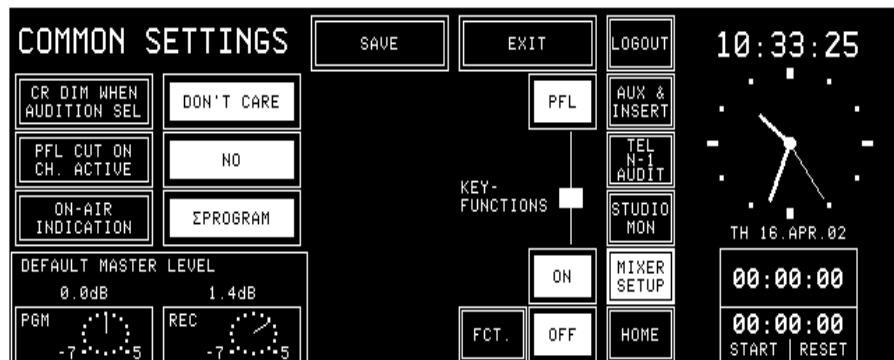 COMMON SETTINGS
SAVE
EXIT
LOGOUT
10:33:25
CR DIM WHEN
AUDITION SEL
DON'T CARE
PFL
AUX &
INSERT
PFL CUT ON
CH. ACTIVE
NO
TEL
N-1
AUDIT
KEY-
FUNCTIONS
ON-AIR
INDICATION
ΣPROGRAM
STUDIO
MON
TH 16.APR.02
DEFAULT MASTER LEVEL
0.0dB 1.4dB
ON
MIXER
SETUP
00:00:00
PGM
-7 5
REC
-7 5
FCT.
OFF
HOME
00:00:00
START | RESET